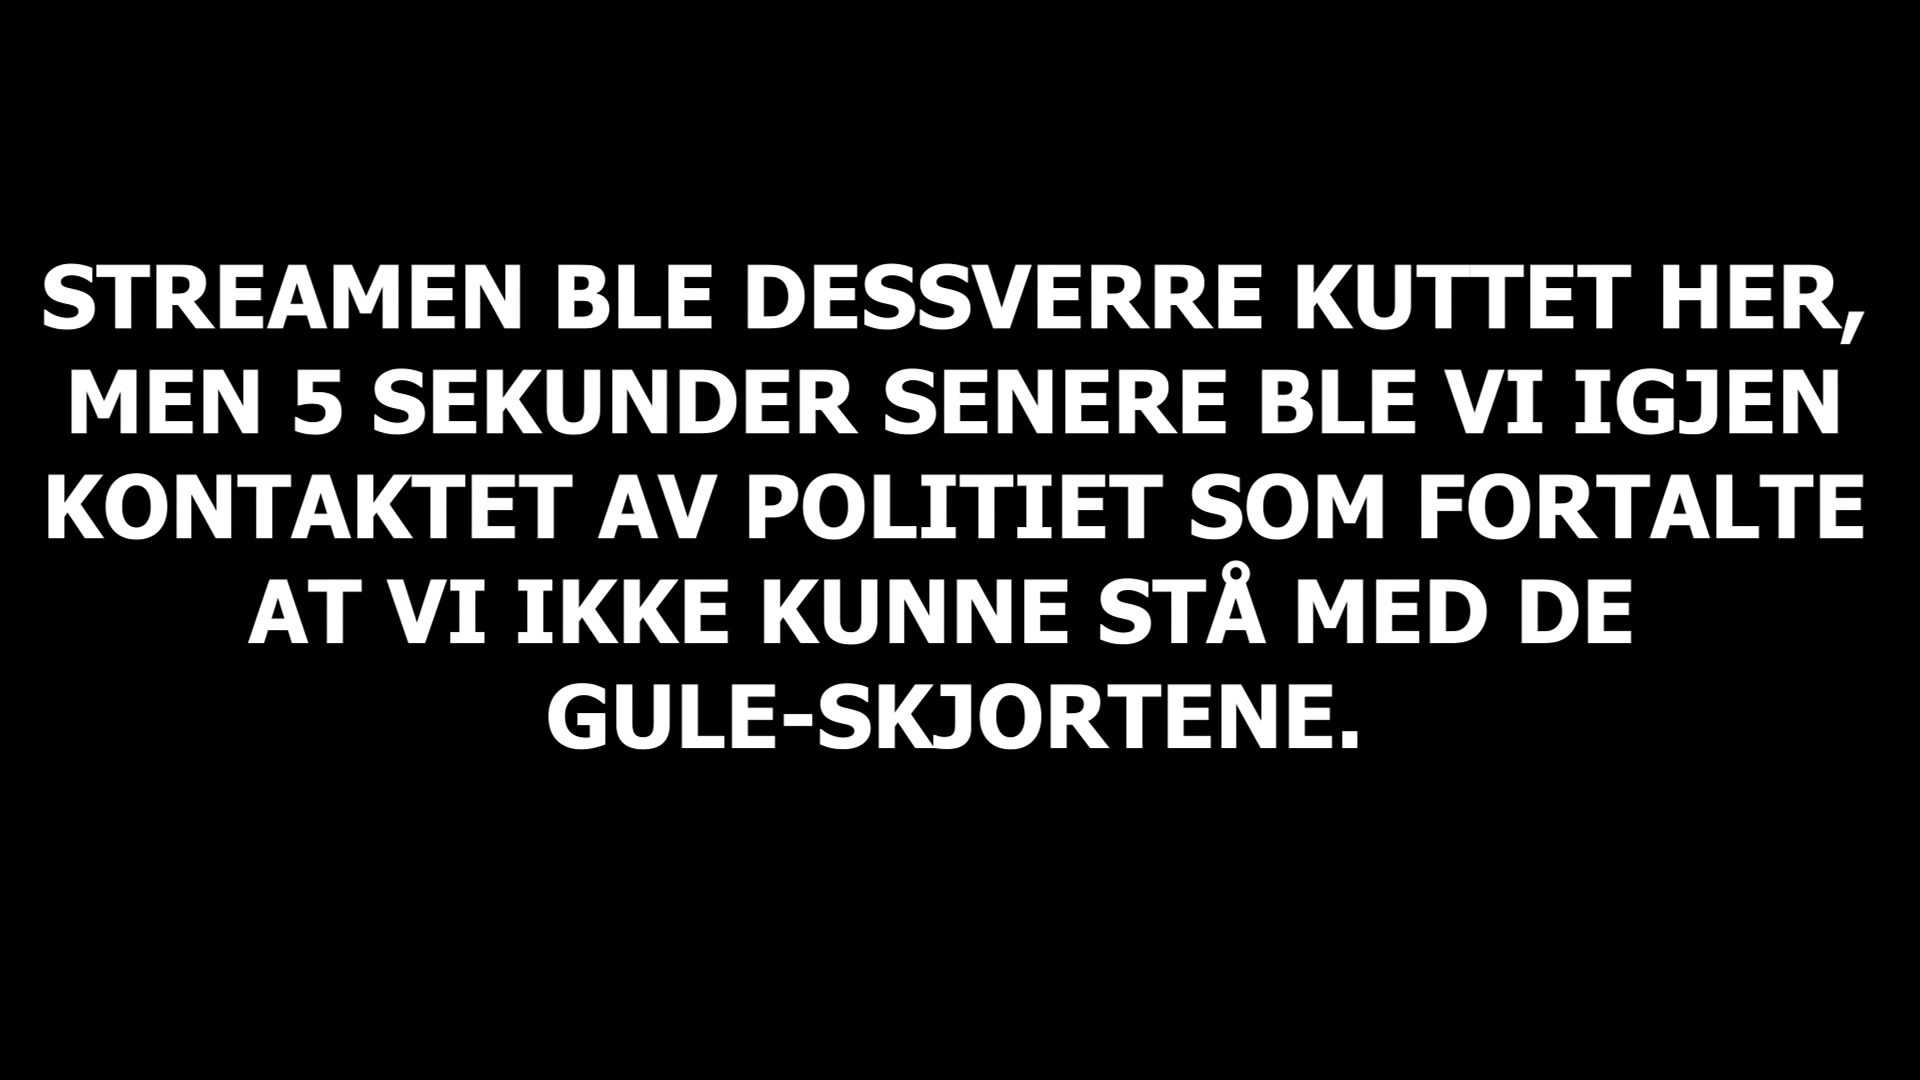 STREAMEN BLE DESSVERRE KUTTET HER,
MEN 5 SEKUNDER SENERE BLE VI IGJEN
KONTAKTET AV POLITIET SOM FORTALTE
AT VI IKKE KUNNE STÅ MED DE
GULE-SKJORTENE.